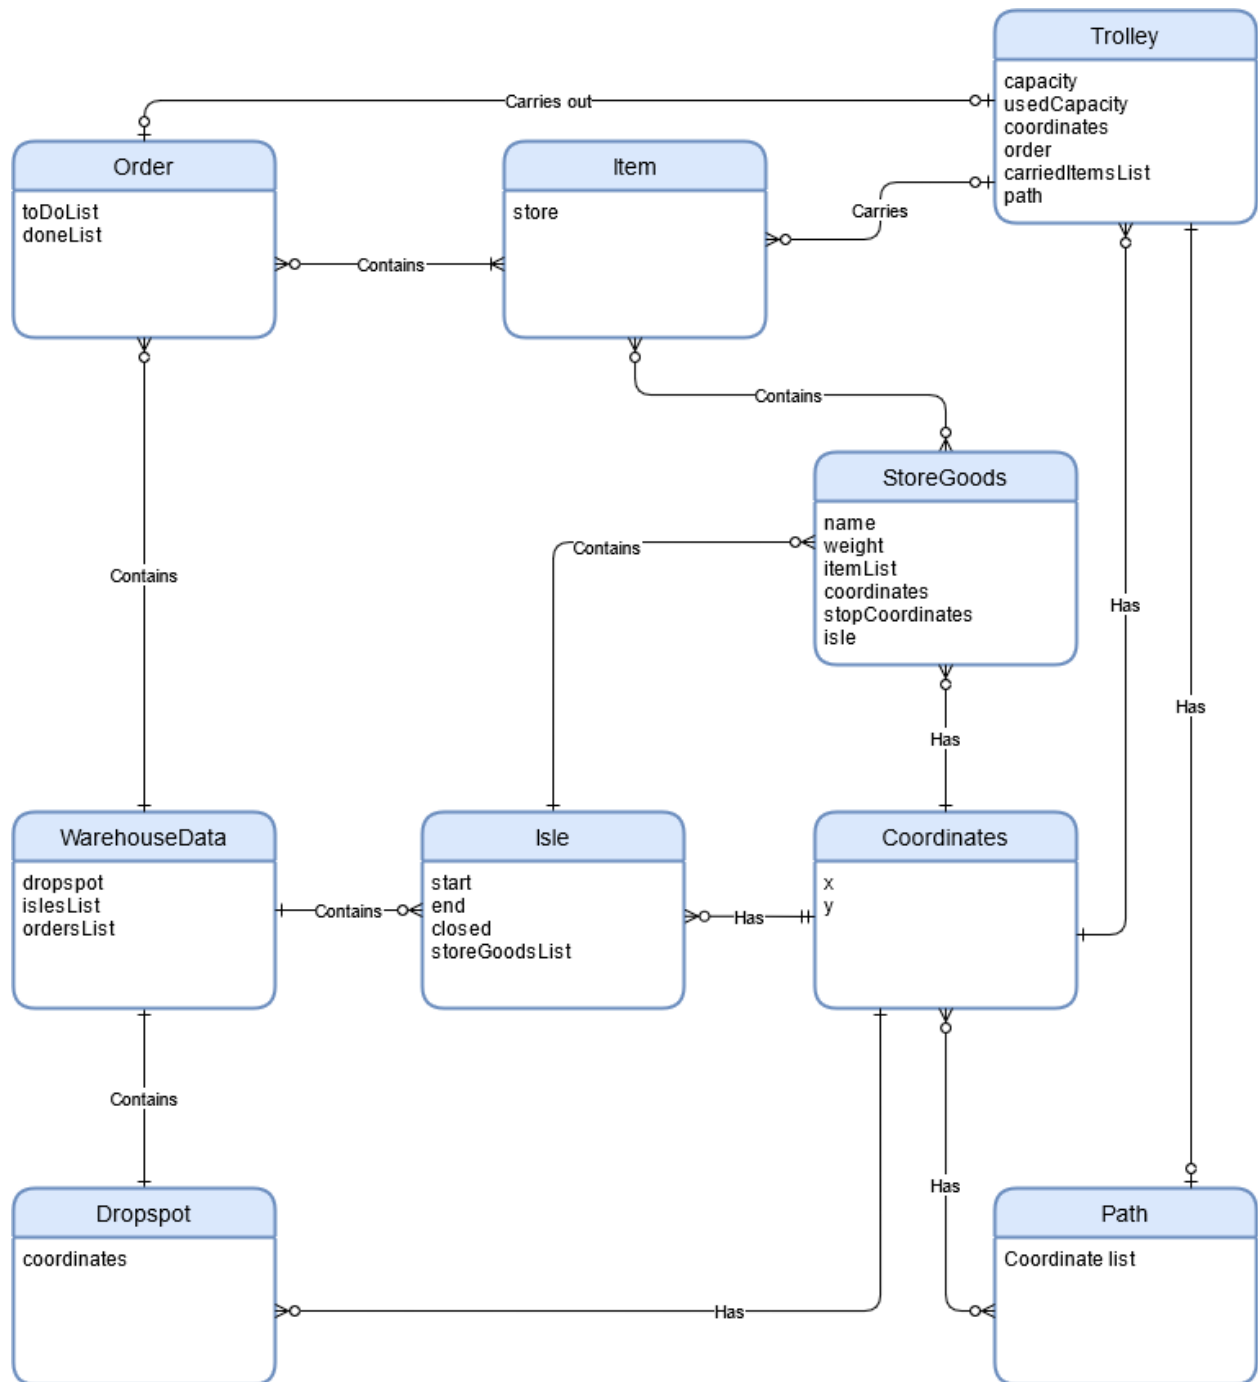 Trolley
capacity
usedCapacity
coordinates
order
carriedItemsList
path
Carries out
Order
toDoList
doneList
Item
store
Carries
Contains
Contains
StoreGoods
name
weight
itemList
coordinates
stopCoordinates
isle
Contains
Contains
Has
Has
Has
WarehouseData
dropspot
islesList
ordersList
Contains
Isle
start
end
closed
storeGoodsList
Has
Coordinates
x
y
Contains
Has
Dropspot
coordinates
Has
Path
Coordinate list